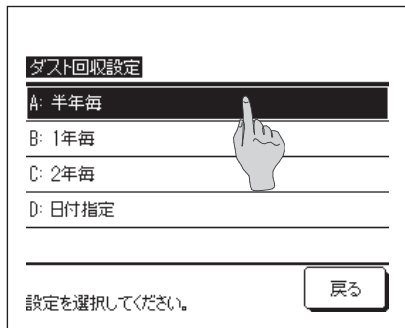 ダスト回収設定
A: 半年毎
B: 1年毎
C: 2年毎
D: 日付指定
設定を選択してください。
戻る